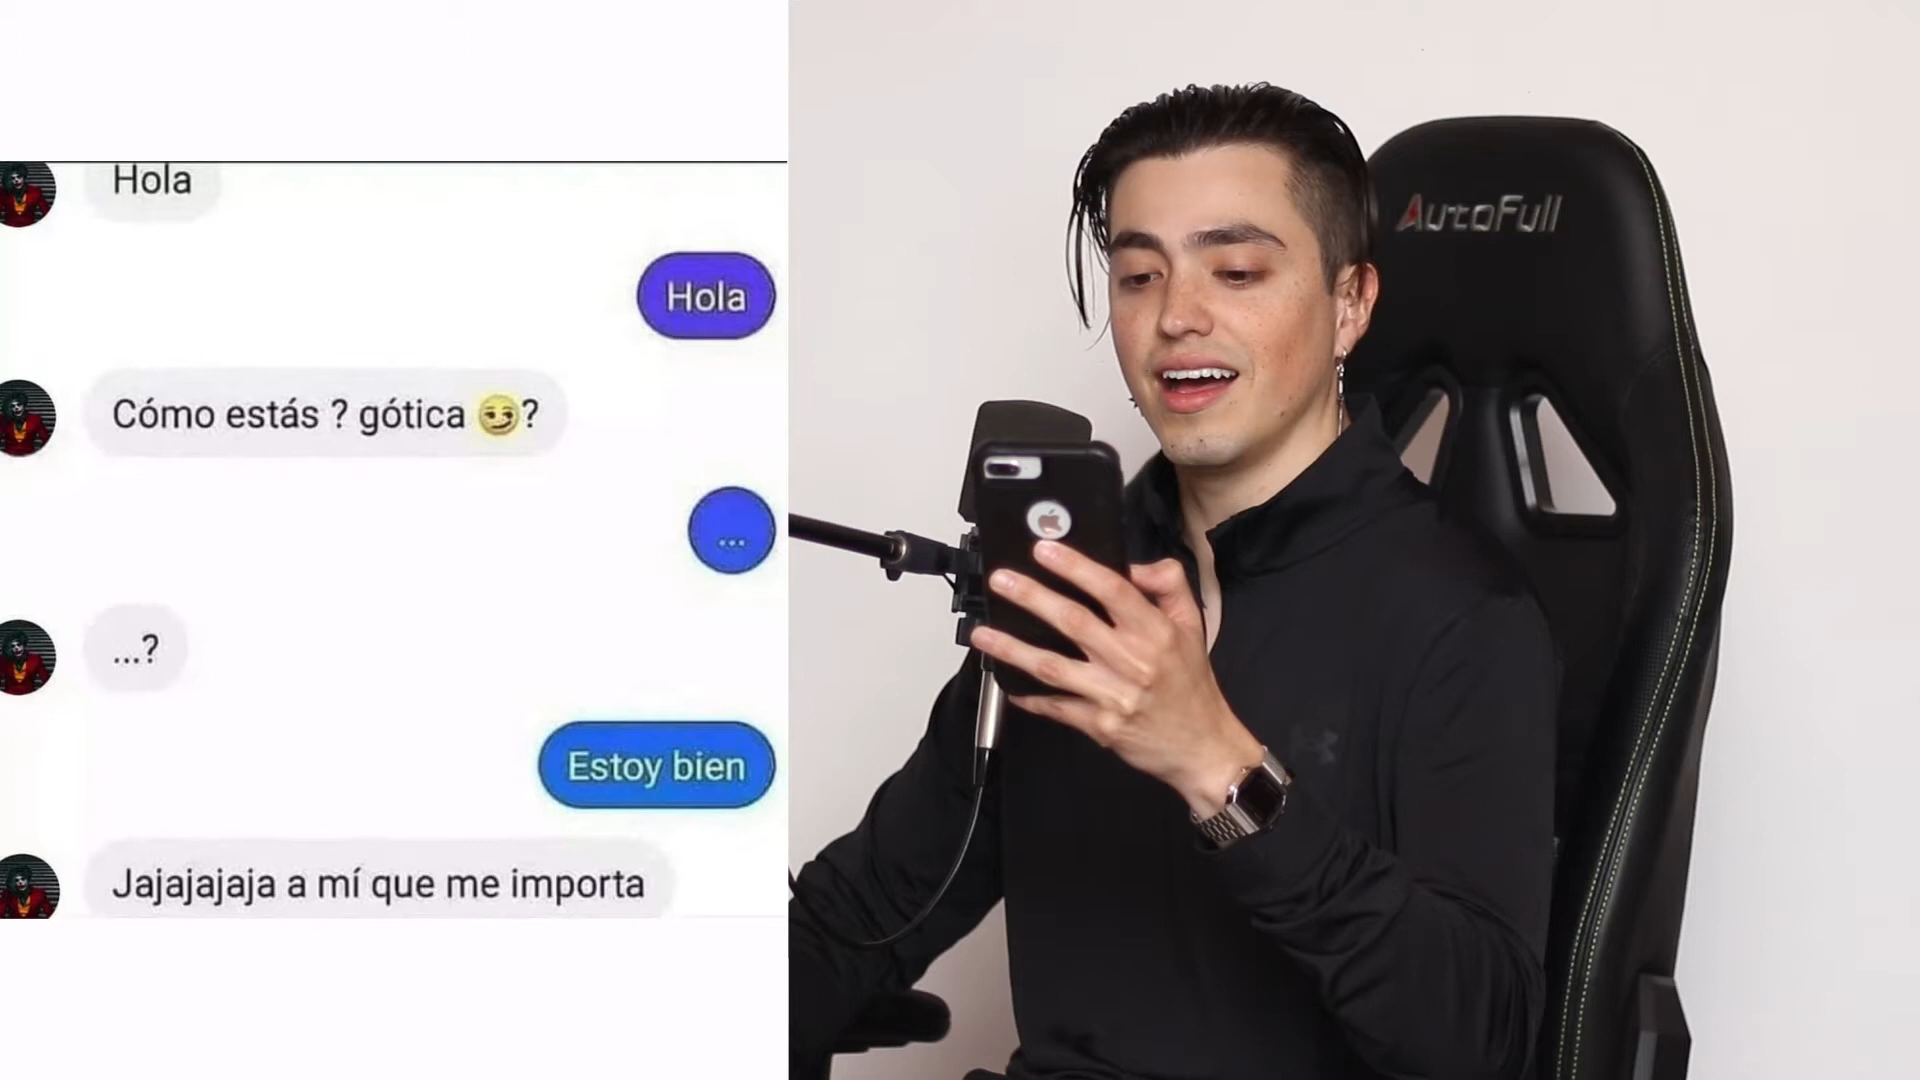 Hola
Hola
Cómo estás ? gótica 😏?
...
...?
Estoy bien
Jajajajaja a mí que me importa
AutoFull